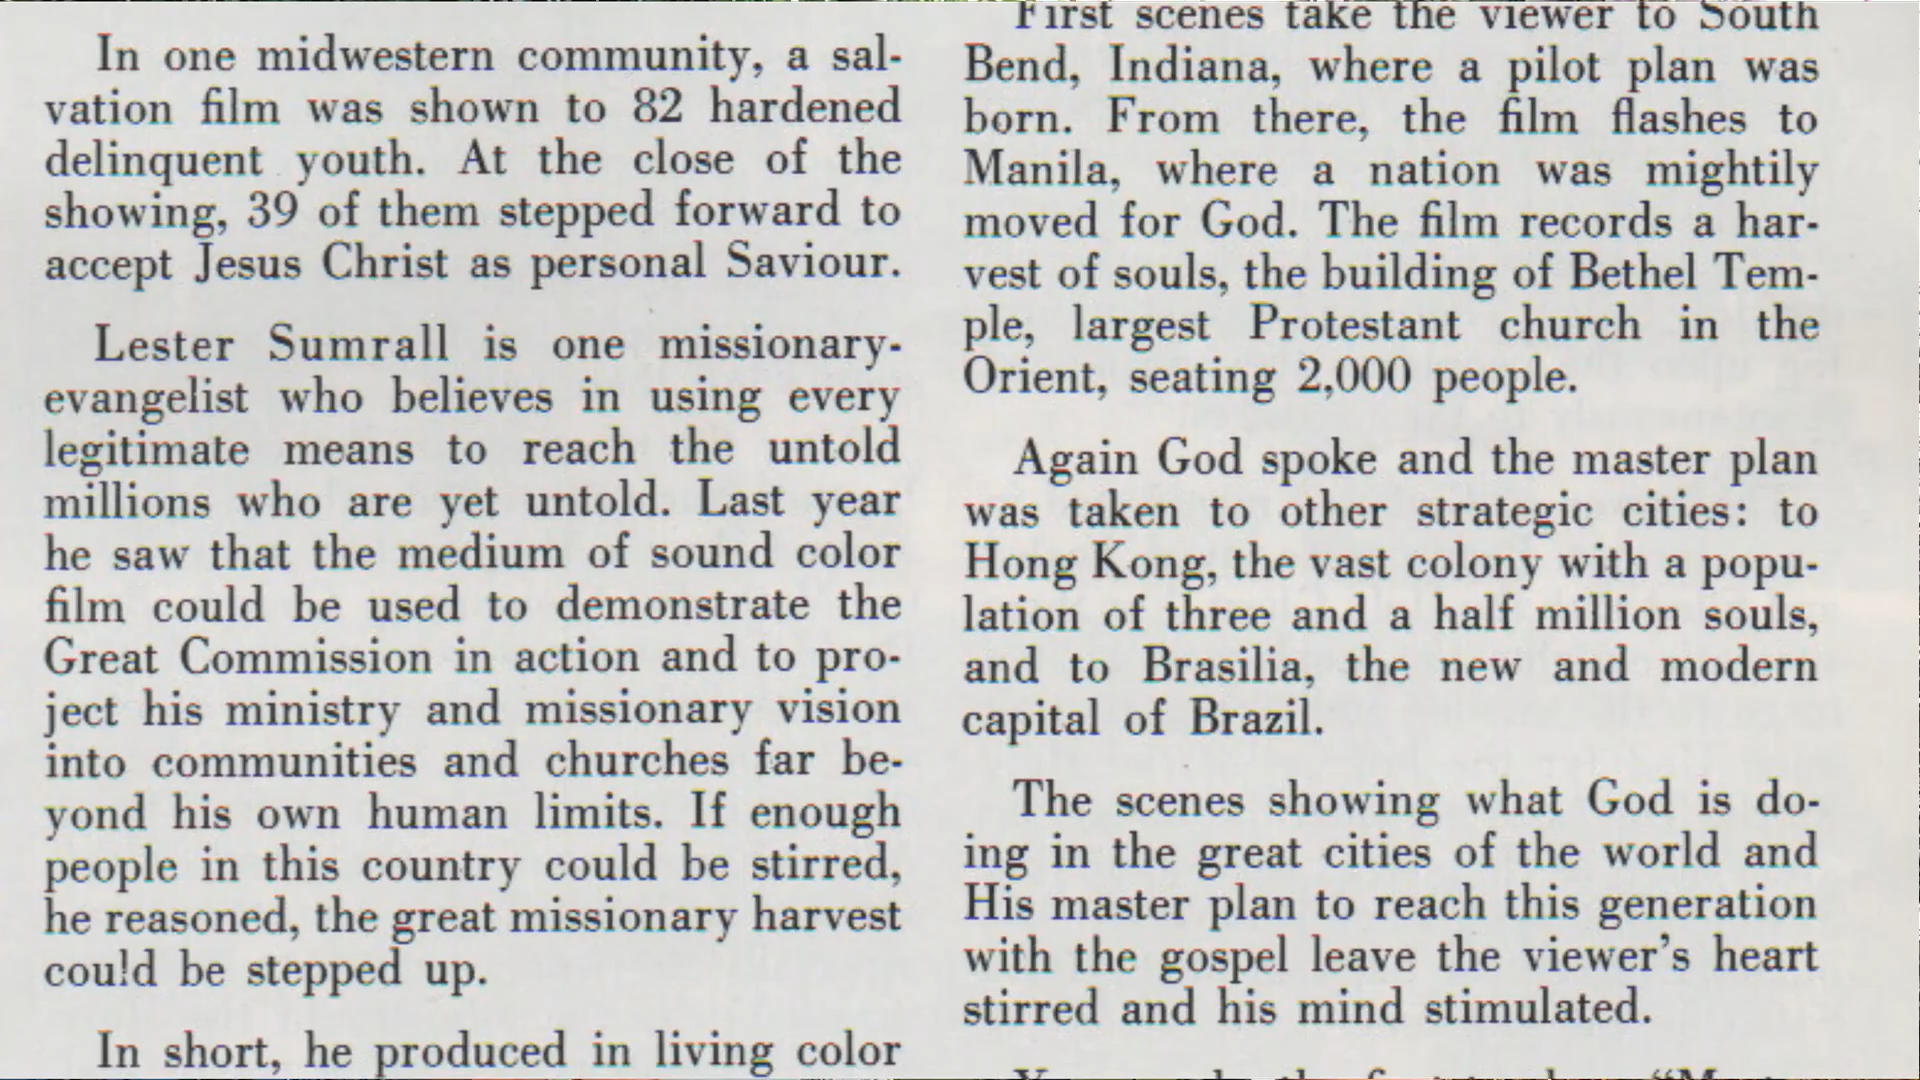 In one midwestern community, a sal-
vation film was shown to 82 hardened
delinquent youth. At the close of the
showing, 39 of them stepped forward to
accept Jesus Christ as personal Saviour.
Lester Sumrall is one missionary-
evangelist who believes in using every
legitimate means to reach the untold
millions who are yet untold. Last year
he saw that the medium of sound color
film could be used to demonstrate the
Great Commission in action and to pro-
ject his ministry and missionary vision
into communities and churches far be-
yond his own human limits. If enough
people in this country could be stirred,
he reasoned, the great missionary harvest
could be stepped up.
In short, he produced in living color
First scenes take the viewer to South
Bend, Indiana, where a pilot plan was
born. From there, the film flashes to
Manila, where a nation was mightily
moved for God. The film records a har-
vest of souls, the building of Bethel Tem-
ple, largest Protestant church in the
Orient, seating 2,000 people.
Again God spoke and the master plan
was taken to other strategic cities: to
Hong Kong, the vast colony with a popu-
lation of three and a half million souls,
and to Brasilia, the new and modern
capital of Brazil.
The scenes showing what God is do-
ing in the great cities of the world and
His master plan to reach this generation
with the gospel leave the viewer's heart
stirred and his mind stimulated.